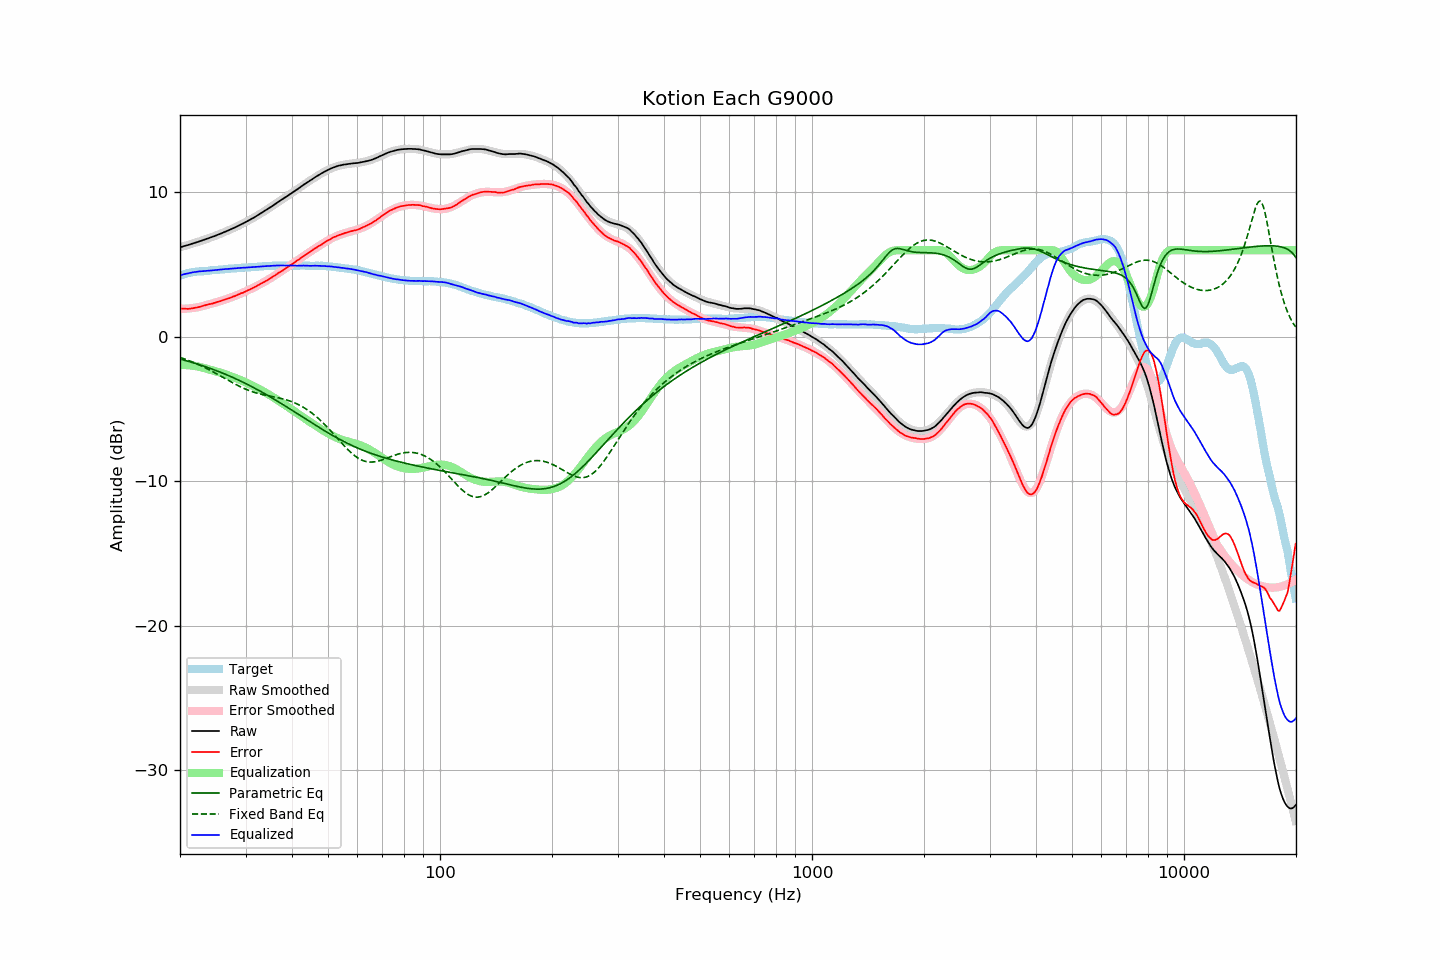 Kotion Each G9000
Amplitude (dBr)
10
0
−10
−20
−30
Target
Raw Smoothed
Error Smoothed
Raw
Error
Equalization
Parametric Eq
Fixed Band Eq
Equalized
100
1000
10000
Frequency (Hz)